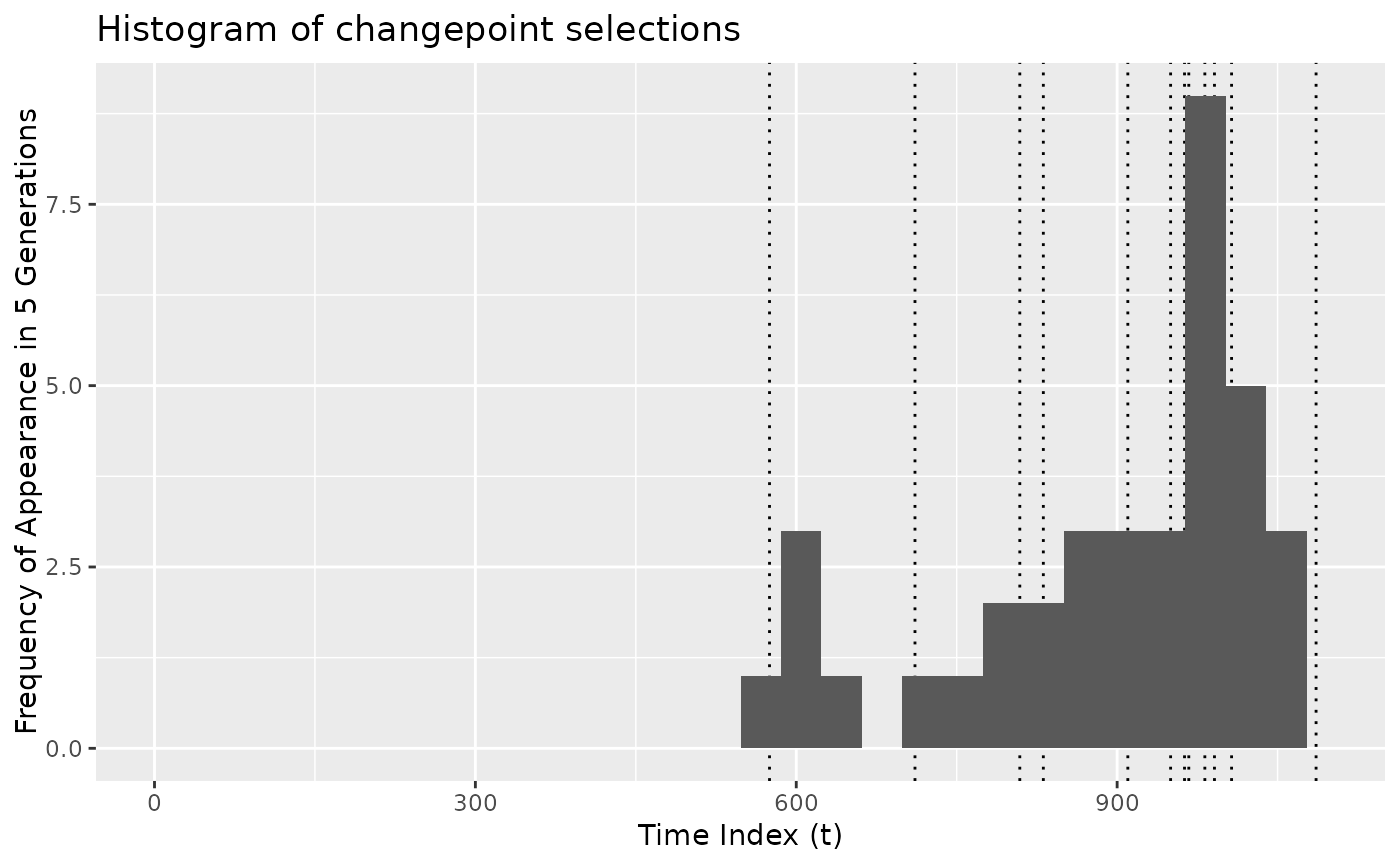 Histogram of changepoint selections
Frequency of Appearance in 5 Generations
7.5
5.0
2.5
0.0
0
300
600
900
Time Index (t)